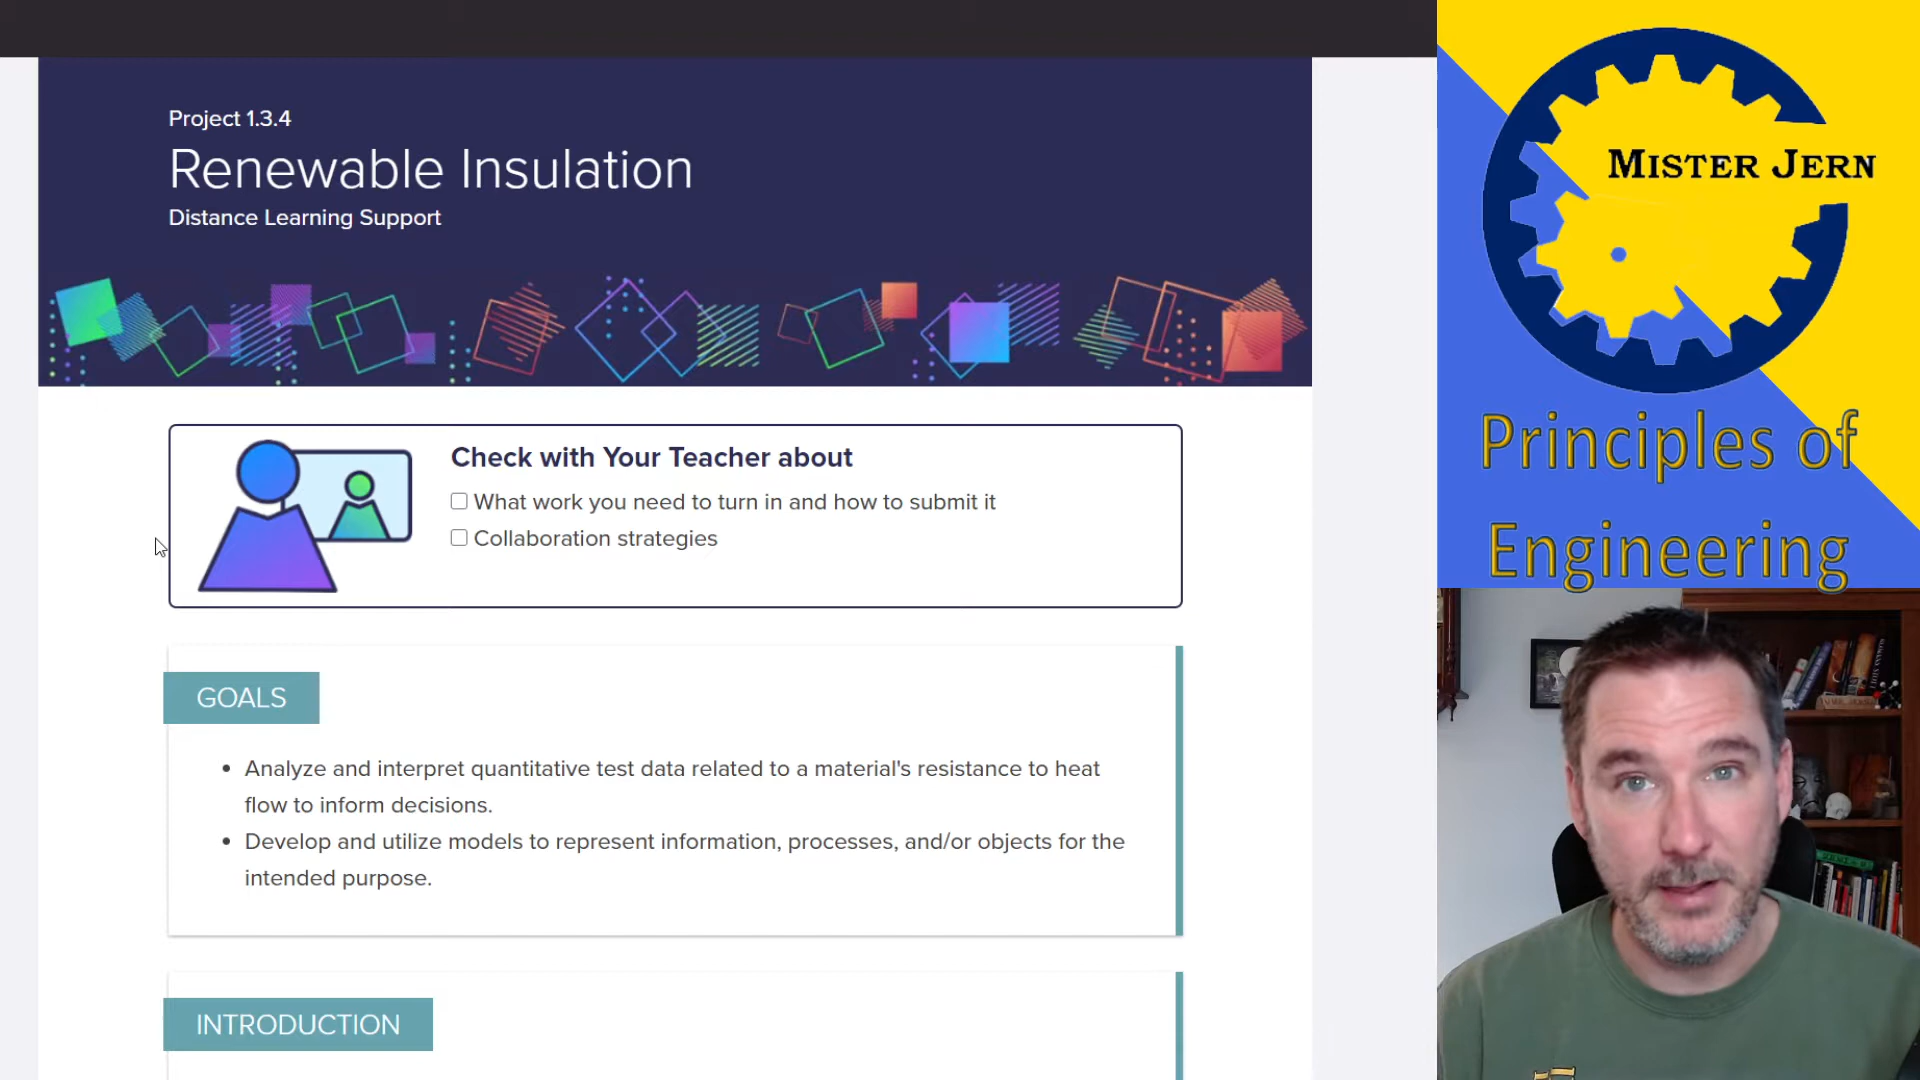 Project 1.3.4
Renewable Insulation
Distance Learning Support
Check with Your Teacher about
What work you need to turn in and how to submit it
Collaboration strategies
GOALS
Analyze and interpret quantitative test data related to a material's resistance to heat
flow to inform decisions.
Develop and utilize models to represent information, processes, and/or objects for the
intended purpose.
INTRODUCTION
MISTER JERN
Principles of
Engineering